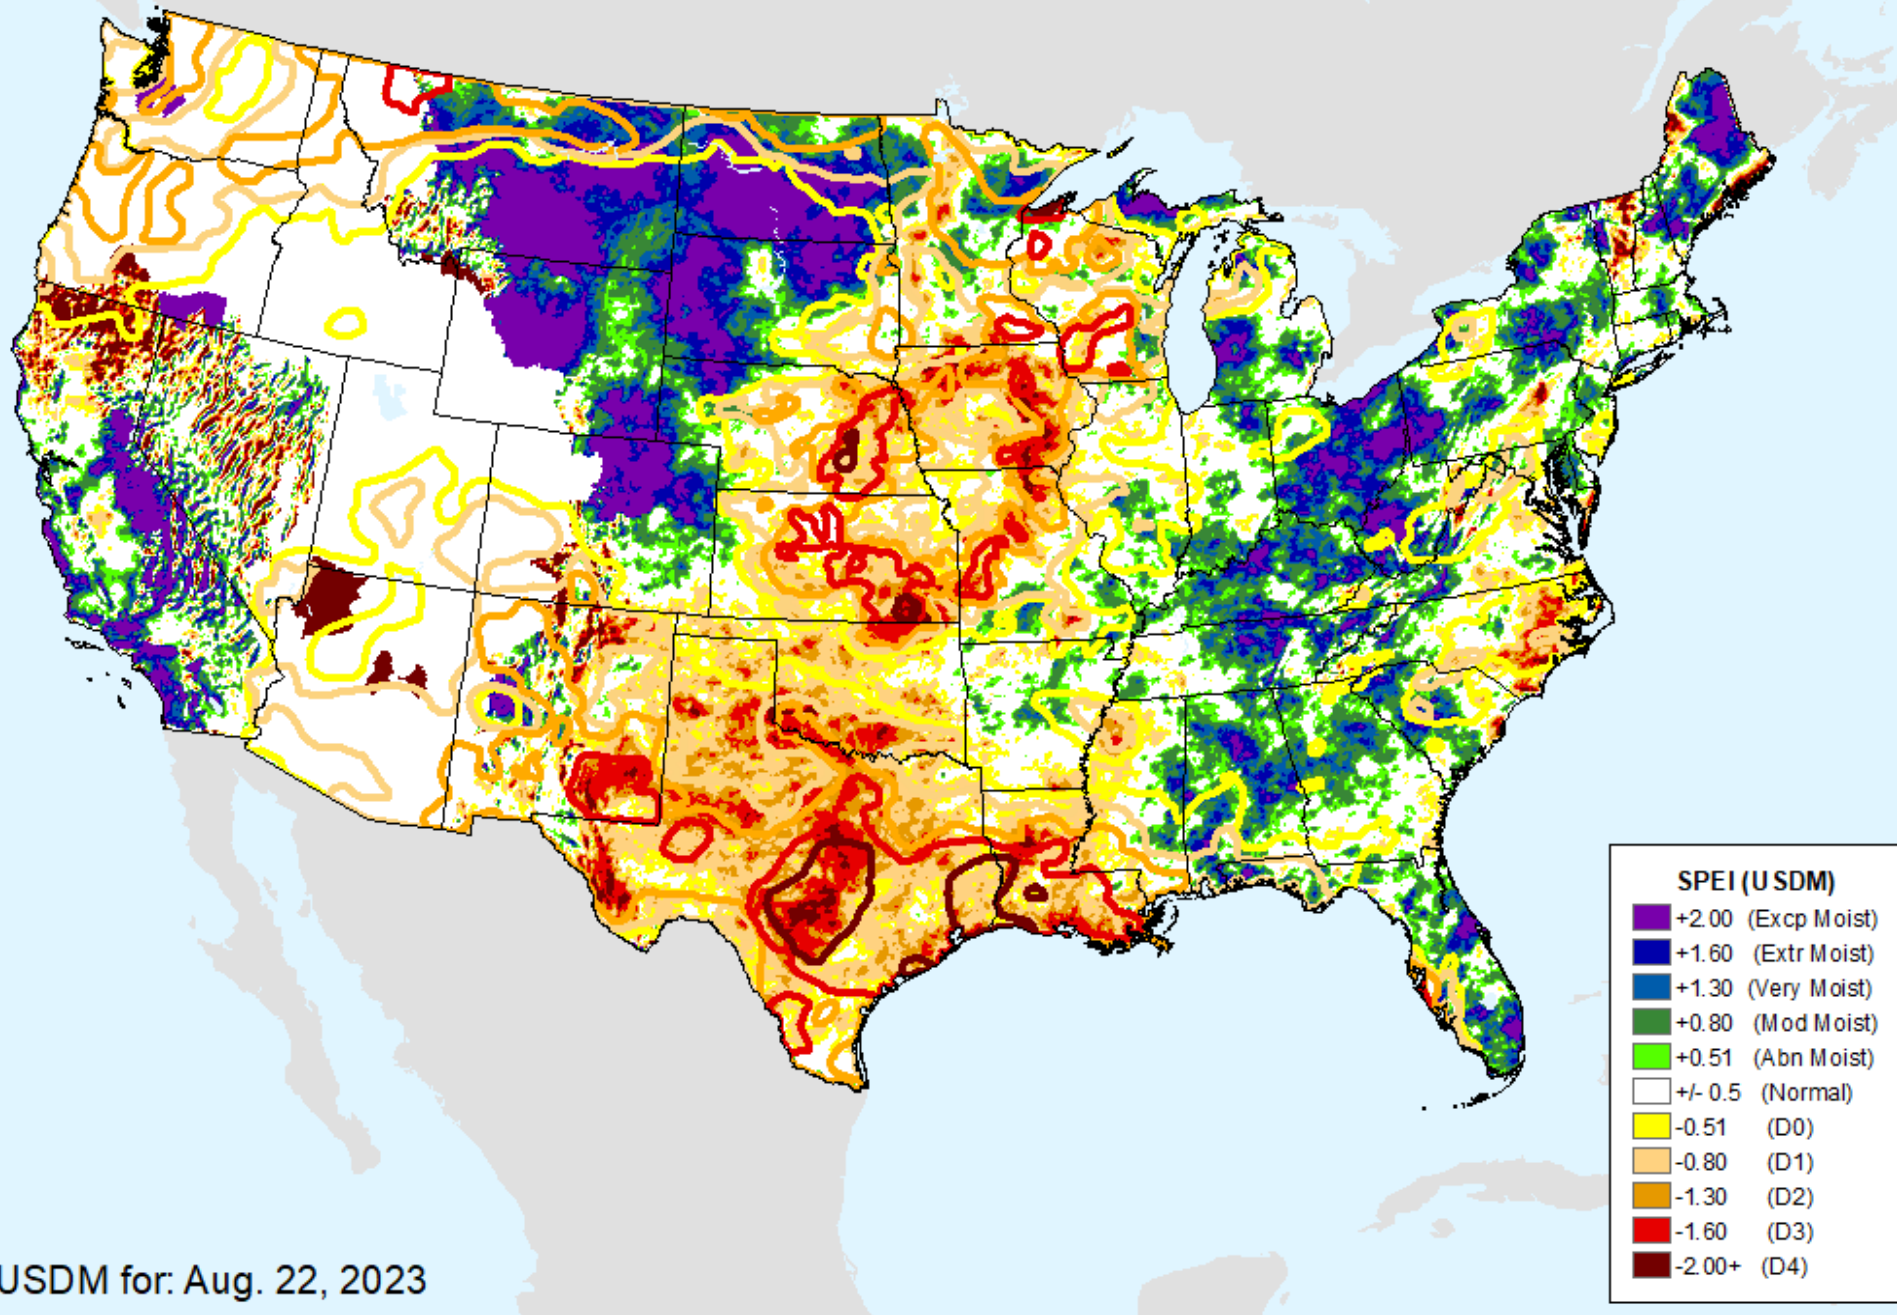 SPEI (USDM)
+2.00 (Excp Moist)
+1.60 (Extr Moist)
+1.30 (Very Moist)
+0.80 (Mod Moist)
+0.51 (Abn Moist)
+/- 0.5 (Normal)
-0.51 (D0)
-0.80 (D1)
-1.30 (D2)
-1.60 (D3)
-2.00+ (D4)
USDM for: Aug. 22, 2023